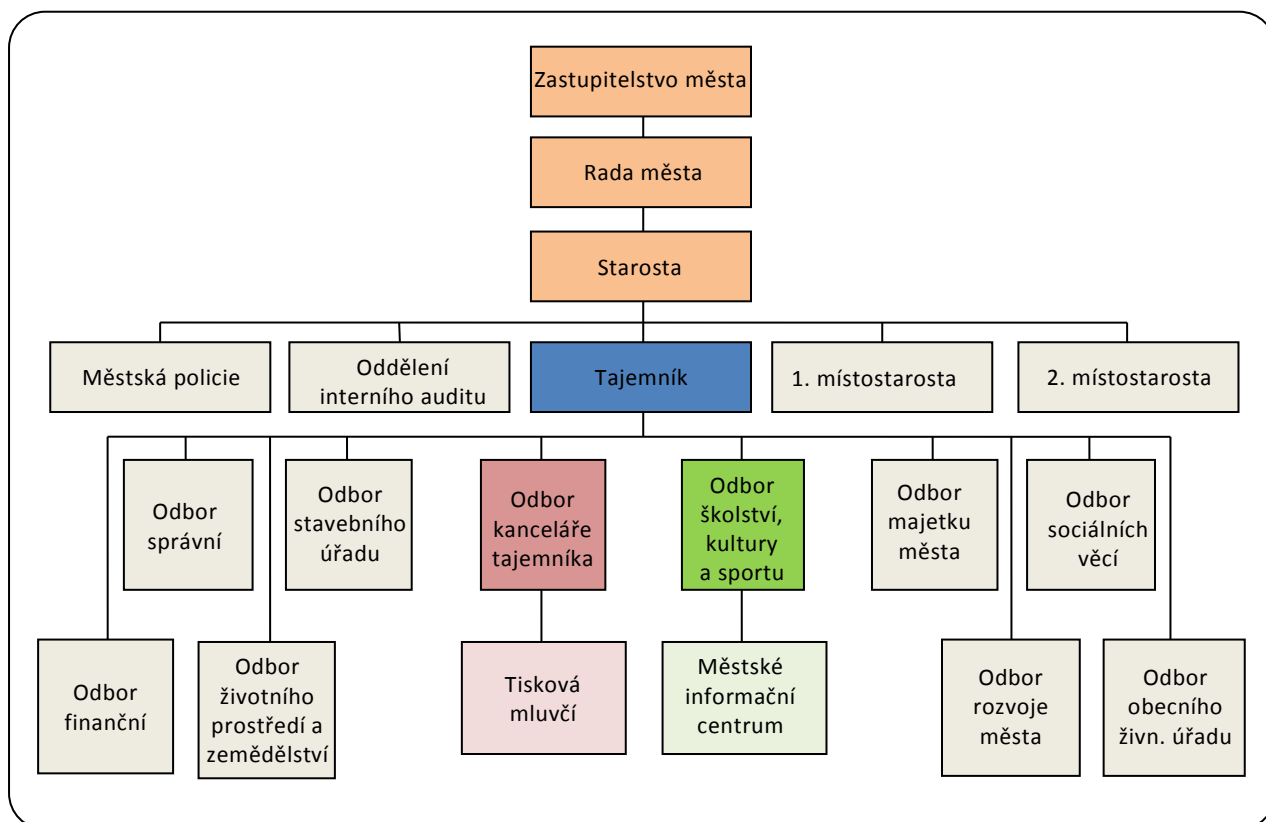 Zastupitelstvo města
Rada města
Starosta
Městská policie
Oddělení
interního auditu
Tajemník
1. místostarosta
2. místostarosta
Odbor
správní
Odbor
stavebního
úřadu
Odbor
kanceláře
tajemníka
Odbor
školství,
kultury
a sportu
Odbor
majetku
města
Odbor
sociálních
věcí
Odbor
finanční
Odbor
životního
prostředí a
zemědělství
Tisková
mluvčí
Městské
informační
centrum
Odbor
rozvoje
města
Odbor
obecního
živn. úřadu